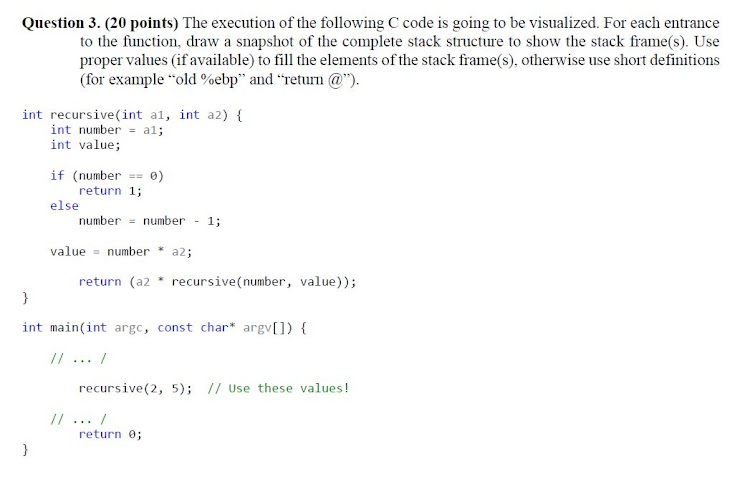 Question 3. (20 points) The execution of the following C code is going to be visualized. For each entrance
to the function, draw a snapshot of the complete stack structure to show the stack frame(s). Use
proper values (if available) to fill the elements of the stack frame(s), otherwise use short definitions
(for example “old %ebp” and “return @”).
int recursive(int a1, int a2) {
int number = a1;
int value;
if (number == 0)
return 1;
else
number = number - 1;
value = number * a2;
return (a2 * recursive(number, value));
}
int main(int argc, const char* argv[]) {
// ... /
recursive(2, 5); // Use these values!
// ... /
return 0;
}